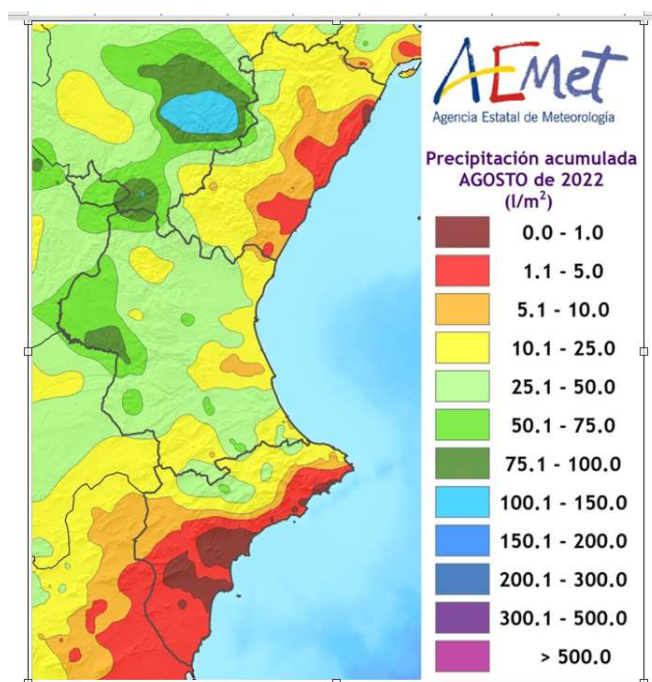 AEMet
Agencia Estatal de Meteorología
Precipitación acumulada
AGOSTO de 2022
(l/m²)
0.0 - 1.0
1.1 - 5.0
5.1 - 10.0
10.1 - 25.0
25.1 - 50.0
50.1 - 75.0
75.1 - 100.0
100.1 - 150.0
150.1 - 200.0
200.1 - 300.0
300.1 - 500.0
> 500.0